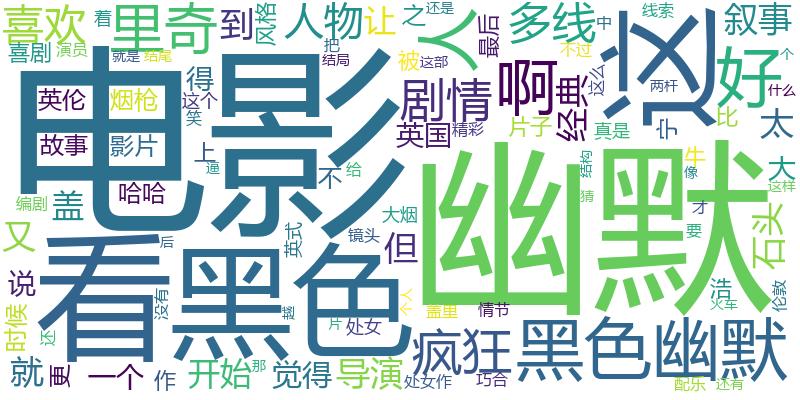 喜欢
着
里奇
到
风格
人物
让
之
还是
多线
中
线索
叙事
喜剧
演员
就是
结尾
把
结局
被
这部
最后
不过
这么
个
什么
电影
人
啊
这
好
得
这个
笑
剧情
经典
两杆
英伦
烟枪
英国
精彩
片子
真是
宁
比
太
故事
影片
上
逼
不
给
幽默
结构
猜
牛
像
大
这样
编剧
盖
哈哈
大烟
才
又
看
后
黑色
英式
镜头
但
要
石头
说
没有
越
片
处女
个人
盖里
情节
浩
火车
伦敦
时候
还
疯狂
黑色幽默
就
更
一个
作
开始
那
觉得
导演
处女作
巧合
配乐
还有